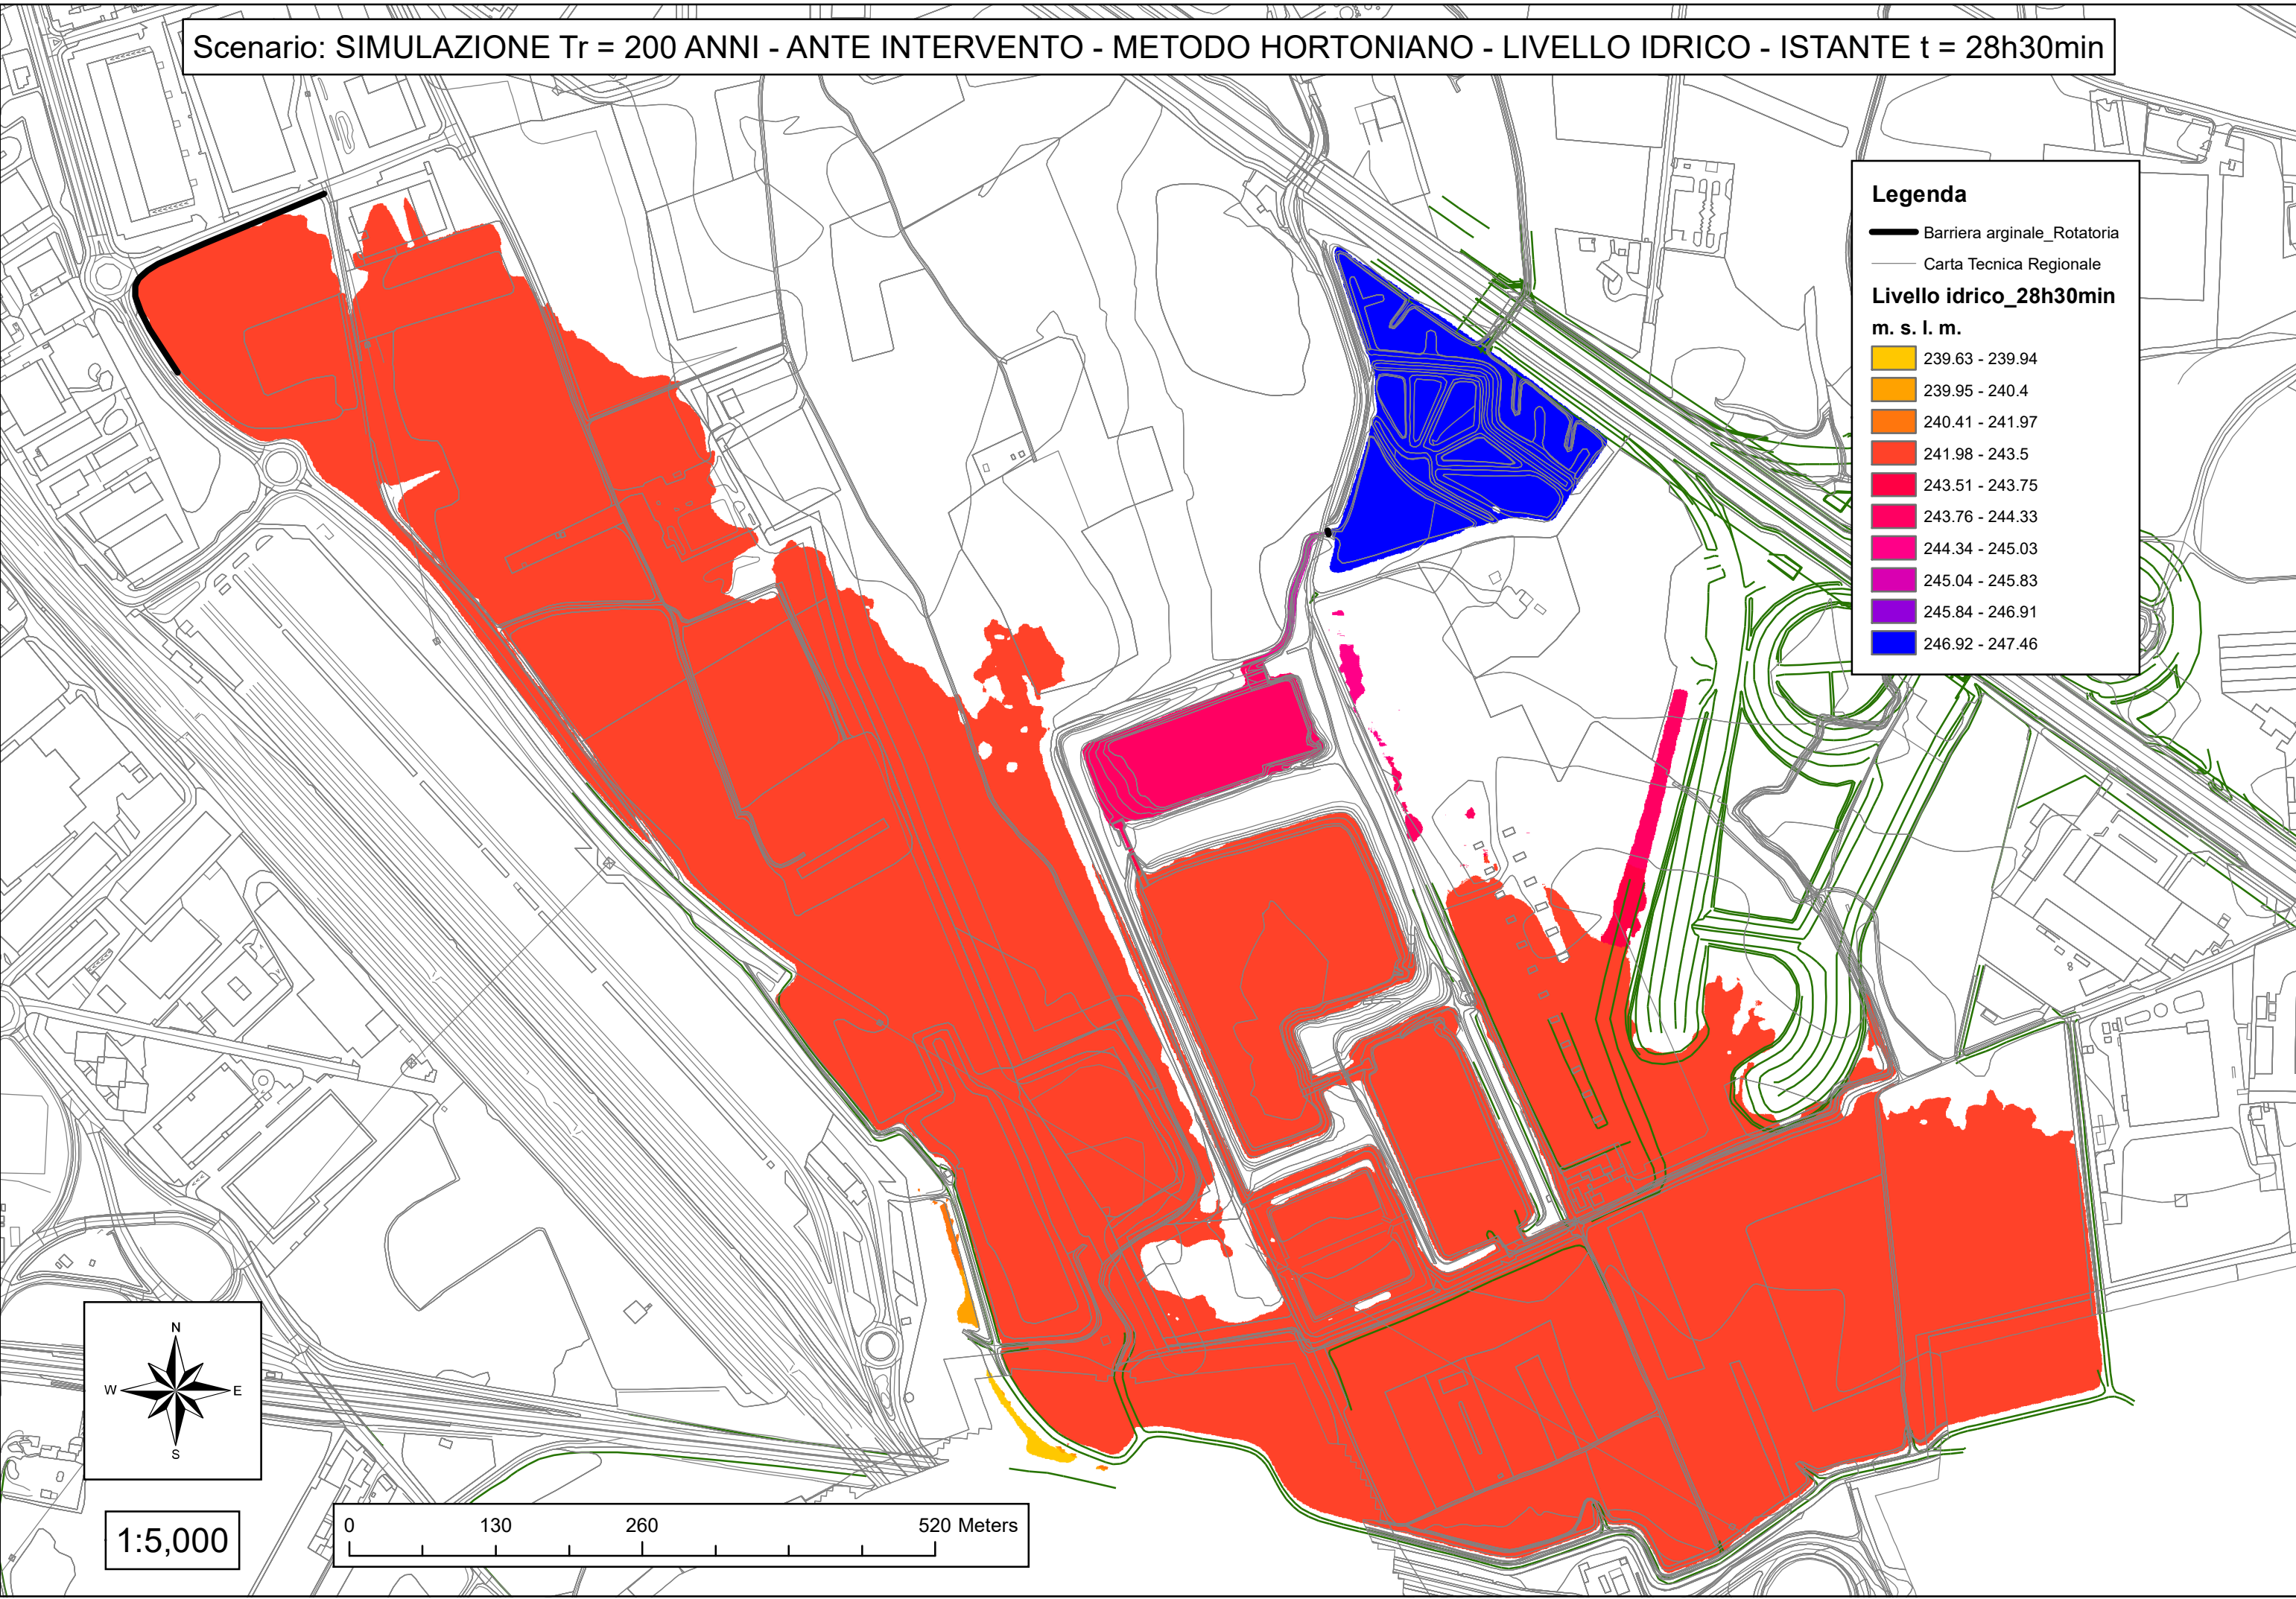 Scenario: SIMULAZIONE Tr = 200 ANNI - ANTE INTERVENTO - METODO HORTONIANO - LIVELLO IDRICO - ISTANTE t = 28h30min
Legenda
Barriera arginale_Rotatoria
Carta Tecnica Regionale
Livello idrico_28h30min
m. s. l. m.
239.63 - 239.94
239.95 - 240.4
240.41 - 241.97
241.98 - 243.5
243.51 - 243.75
243.76 - 244.33
244.34 - 245.03
245.04 - 245.83
245.84 - 246.91
246.92 - 247.46
N
W E
S
1:5,000
0 130 260 520 Meters